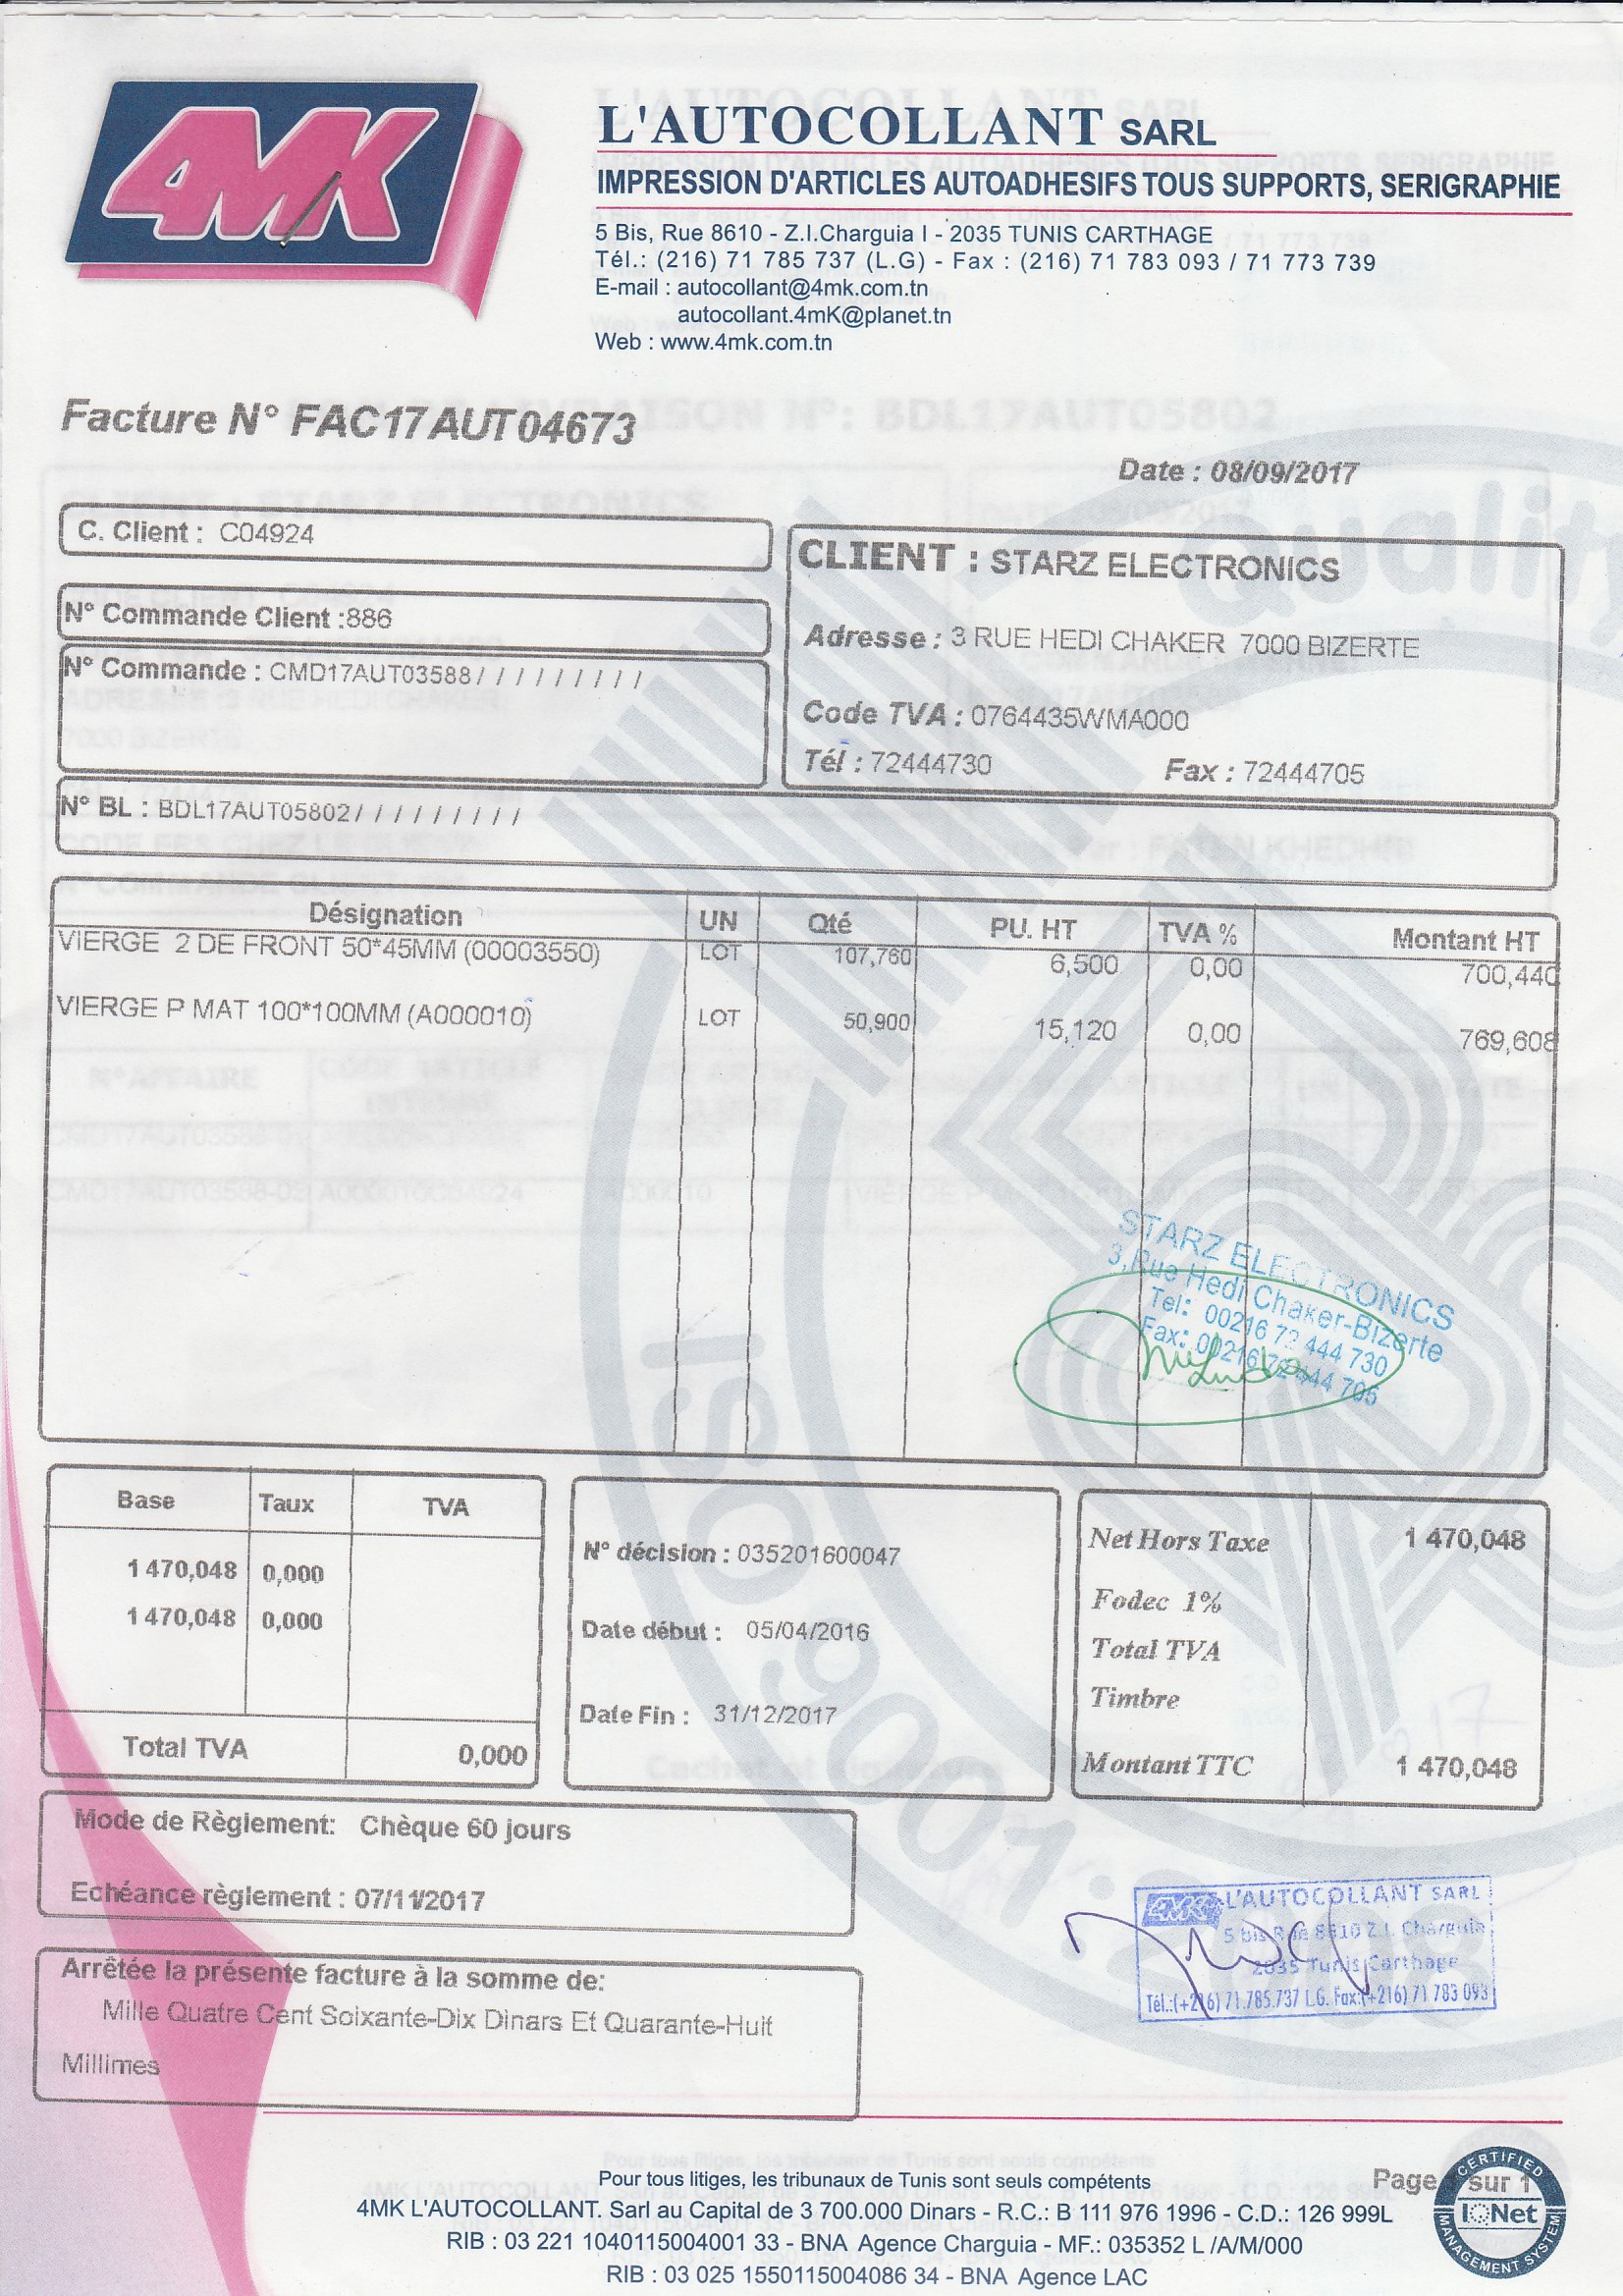 4MK
L'AUTOCOLLANT SARL
IMPRESSION D'ARTICLES AUTOADHESIFS TOUS SUPPORTS, SERIGRAPHIE
5 Bis, Rue 8610 - Z.I.Charguia I - 2035 TUNIS CARTHAGE
Tél.: (216) 71 785 737 (L.G) - Fax : (216) 71 783 093 / 71 773 739
E-mail : autocollant@4mk.com.tn
autocollant.4mK@planet.tn
Web : www.4mk.com.tn
Facture N° FAC17AUT04673
Date : 08/09/2017
C. Client : C04924
N° Commande Client :886
N° Commande : CMD17AUT03588/ / / / / / / / / /
CLIENT : STARZ ELECTRONICS
Adresse : 3 RUE HEDI CHAKER 7000 BIZERTE
Code TVA : 0764435WMA000
Tél : 72444730 Fax : 72444705
N° BL : BDL17AUT05802/ / / / / / / / / /
Désignation UN Qté PU. HT TVA % Montant HT
VIERGE 2 DE FRONT 50*45MM (00003550) LOT 107,760 6,500 0,00 700,440
VIERGE P MAT 100*100MM (A000010) LOT 50,900 15,120 0,00 769,608
STARZ ELECTRONICS
3,Rue Hedi Chaker-Bizerte
Tel: 00216 72 444 730
Fax: 00216 72 444 705
Base Taux TVA
1 470,048 0,000
1 470,048 0,000
Total TVA 0,000
N° décision : 035201600047
Date début : 05/04/2016
Date Fin : 31/12/2017
Net Hors Taxe 1 470,048
Fodec 1%
Total TVA
Timbre
Montant TTC 1 470,048
Mode de Règlement: Chèque 60 jours
Echéance règlement : 07/11/2017
Arrêtée la présente facture à la somme de:
Mille Quatre Cent Soixante-Dix Dinars Et Quarante-Huit
Millimes
4MK L'AUTOCOLLANT SARL
5 bis Rue 8610 Z.I. Charguia
2035 Tunis Carthage
Tél.:(+216) 71.785.737 L.G. Fax:(+216) 71 783 093
Quality
ISO 9001:2008
Pour tous litiges, les tribunaux de Tunis sont seuls compétents
4MK L'AUTOCOLLANT. Sarl au Capital de 3 700.000 Dinars - R.C.: B 111 976 1996 - C.D.: 126 999L
RIB : 03 221 1040115004001 33 - BNA Agence Charguia - MF.: 035352 L /A/M/000
RIB : 03 025 1550115004086 34 - BNA Agence LAC
Page sur 1
CERTIFIED
IQNet
MANAGEMENT SYSTEM